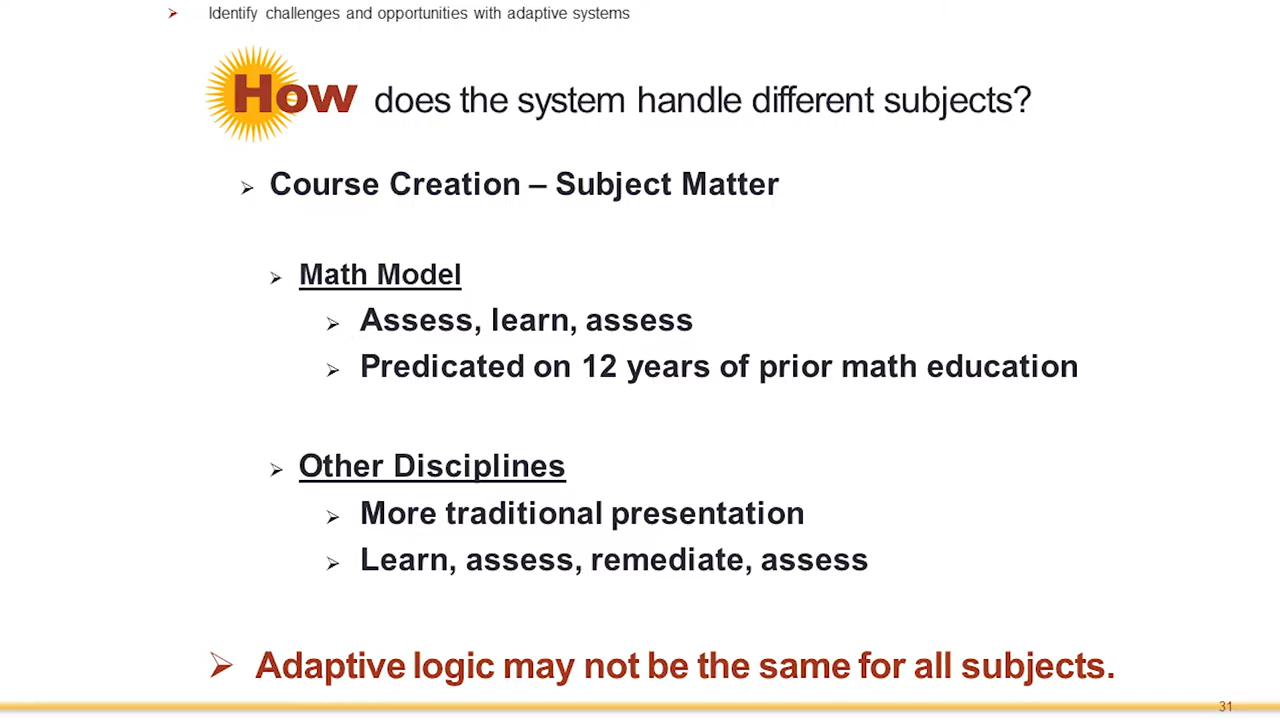 Identify challenges and opportunities with adaptive systems
How does the system handle different subjects?
Course Creation – Subject Matter
Math Model
Assess, learn, assess
Predicated on 12 years of prior math education
Other Disciplines
More traditional presentation
Learn, assess, remediate, assess
Adaptive logic may not be the same for all subjects.
31